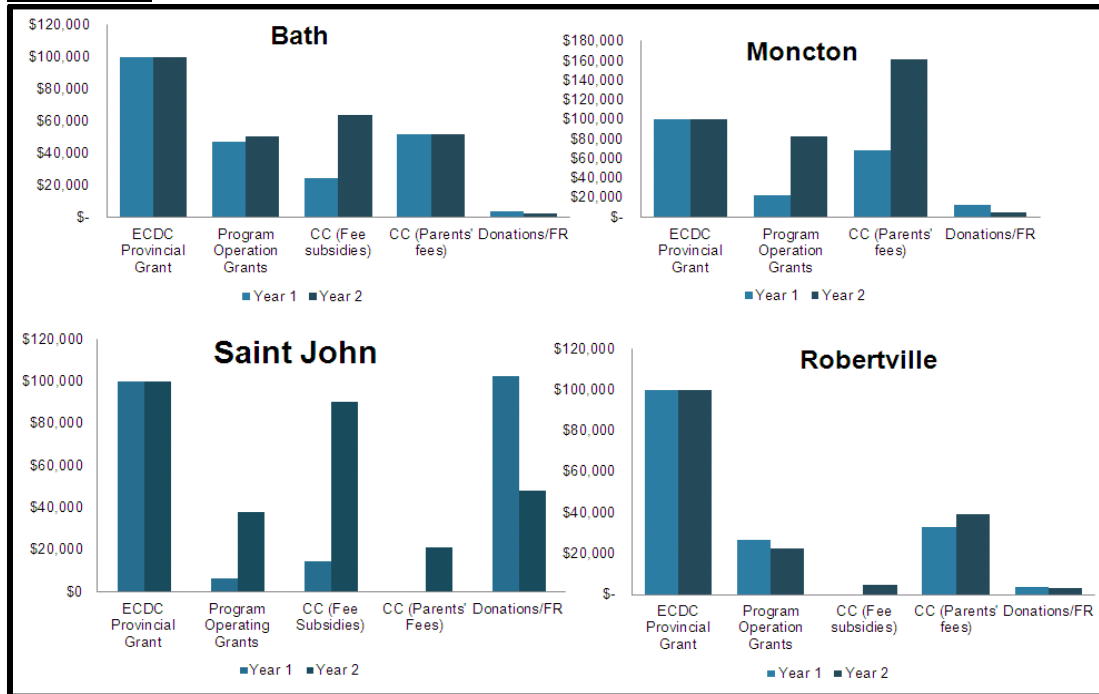 Bath
$120,000
$100,000
$80,000
$60,000
$40,000
$20,000
$-
ECDC Provincial Grant
Program Operation Grants
CC (Fee subsidies)
CC (Parents' fees)
Donations/FR
Year 1 Year 2
Moncton
$180,000
$160,000
$140,000
$120,000
$100,000
$80,000
$60,000
$40,000
$20,000
$-
ECDC Provincial Grant
Program Operation Grants
CC (Parents' fees)
Donations/FR
Year 1 Year 2
Saint John
$120,000
$100,000
$80,000
$60,000
$40,000
$20,000
$0
ECDC Provincial Grant
Program Operating Grants
CC (Fee Subsidies)
CC (Parents' Fees)
Donations/FR
Year 1 Year 2
Robertville
$120,000
$100,000
$80,000
$60,000
$40,000
$20,000
$-
ECDC Provincial Grant
Program Operation Grants
CC (Fee subsidies)
CC (Parents' fees)
Donations/FR
Year 1 Year 2